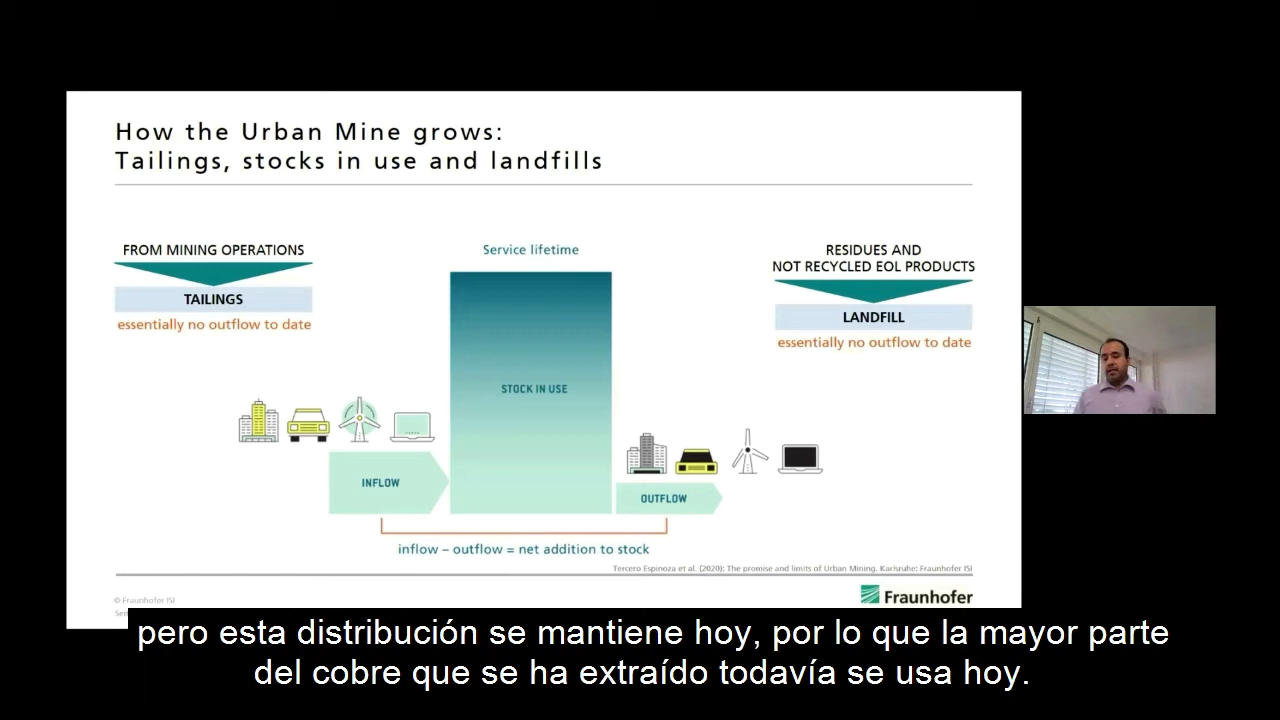 How the Urban Mine grows:
Tailings, stocks in use and landfills
FROM MINING OPERATIONS
TAILINGS
essentially no outflow to date
Service lifetime
STOCK IN USE
RESIDUES AND
NOT RECYCLED EOL PRODUCTS
LANDFILL
essentially no outflow to date
INFLOW
OUTFLOW
inflow – outflow = net addition to stock
Tercero Espinoza et al. (2020): The promise and limits of Urban Mining. Karlsruhe: Fraunhofer ISI
© Fraunhofer ISI
Fraunhofer
pero esta distribución se mantiene hoy, por lo que la mayor parte
del cobre que se ha extraído todavía se usa hoy.